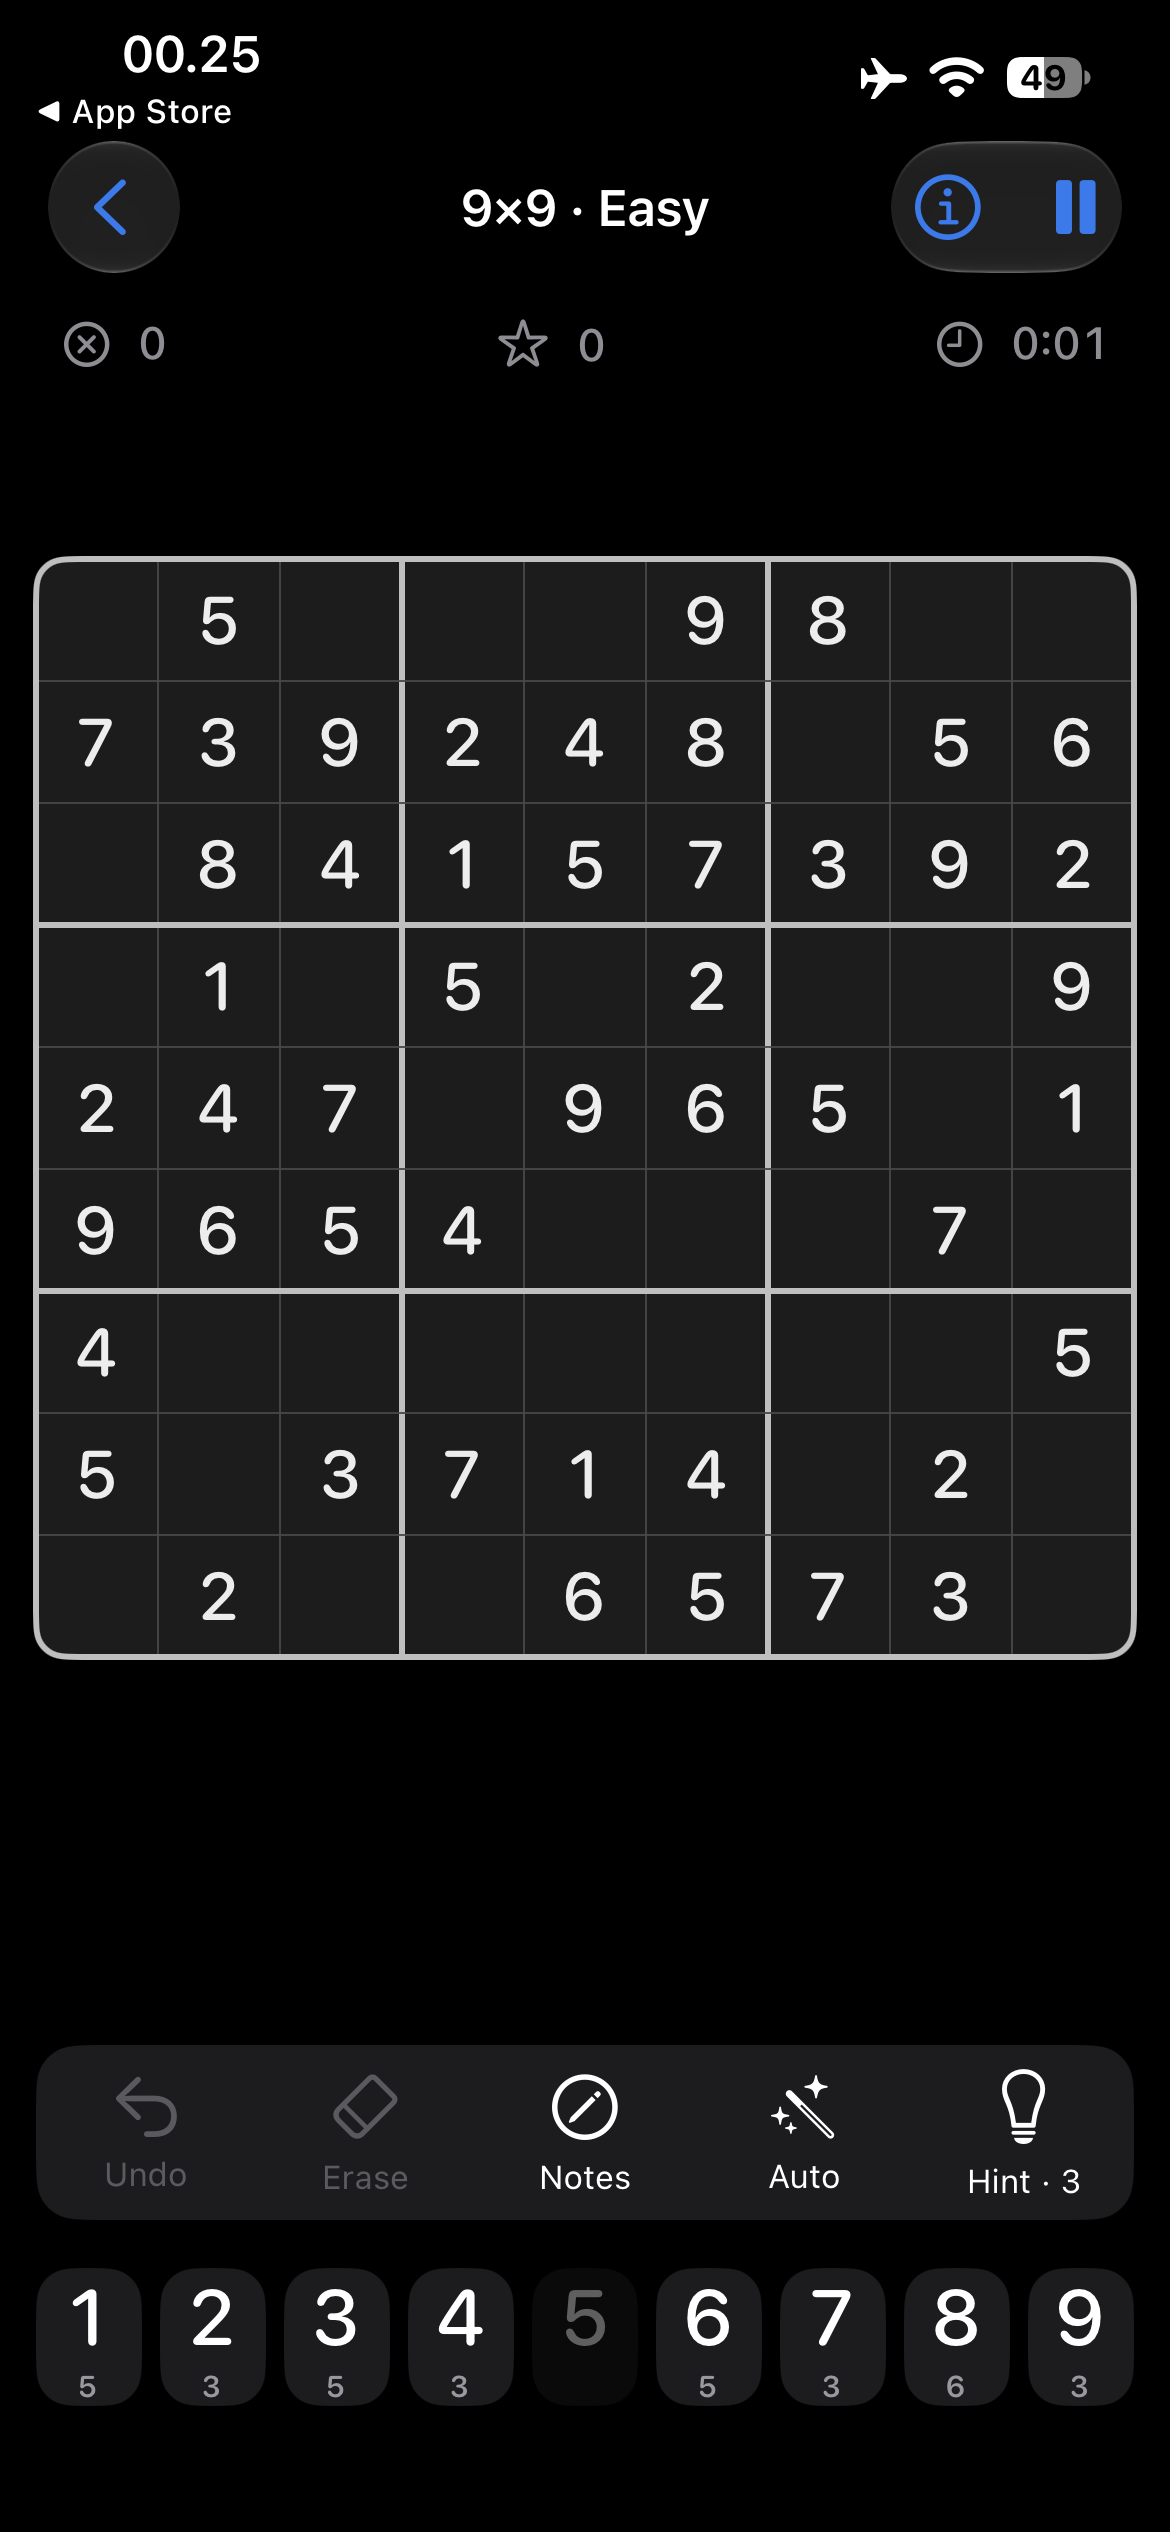 00.25
49
App Store
9×9 · Easy
0 0 0:01
5 9 8
7 3 9 2 4 8 5 6
8 4 1 5 7 3 9 2
1 5 2 9
2 4 7 9 6 5 1
9 6 5 4 7
4 5
5 3 7 1 4 2
2 6 5 7 3
Undo Erase Notes Auto Hint · 3
1 2 3 4 5 6 7 8 9
5 3 5 3 5 3 6 3